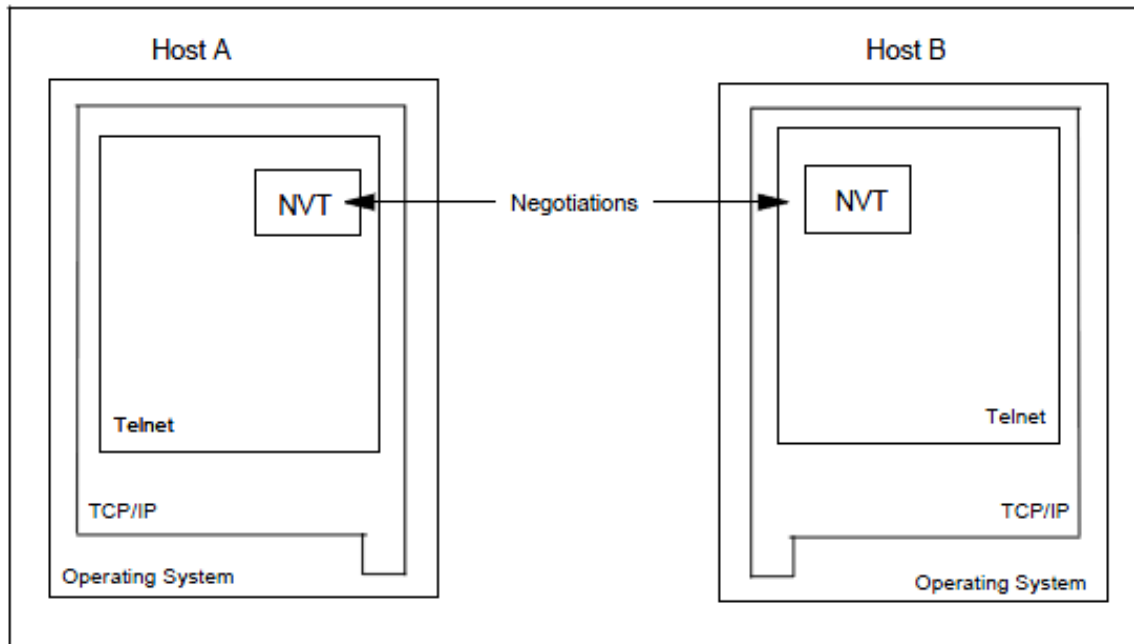 Host A
Host B
NVT
Negotiations
NVT
Telnet
Telnet
TCP/IP
TCP/IP
Operating System
Operating System